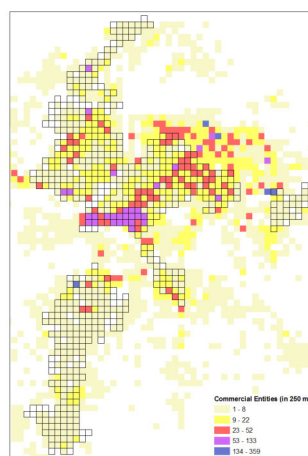 Commercial Entities (in 250 m
1 - 8
9 - 22
23 - 52
53 - 133
134 - 359